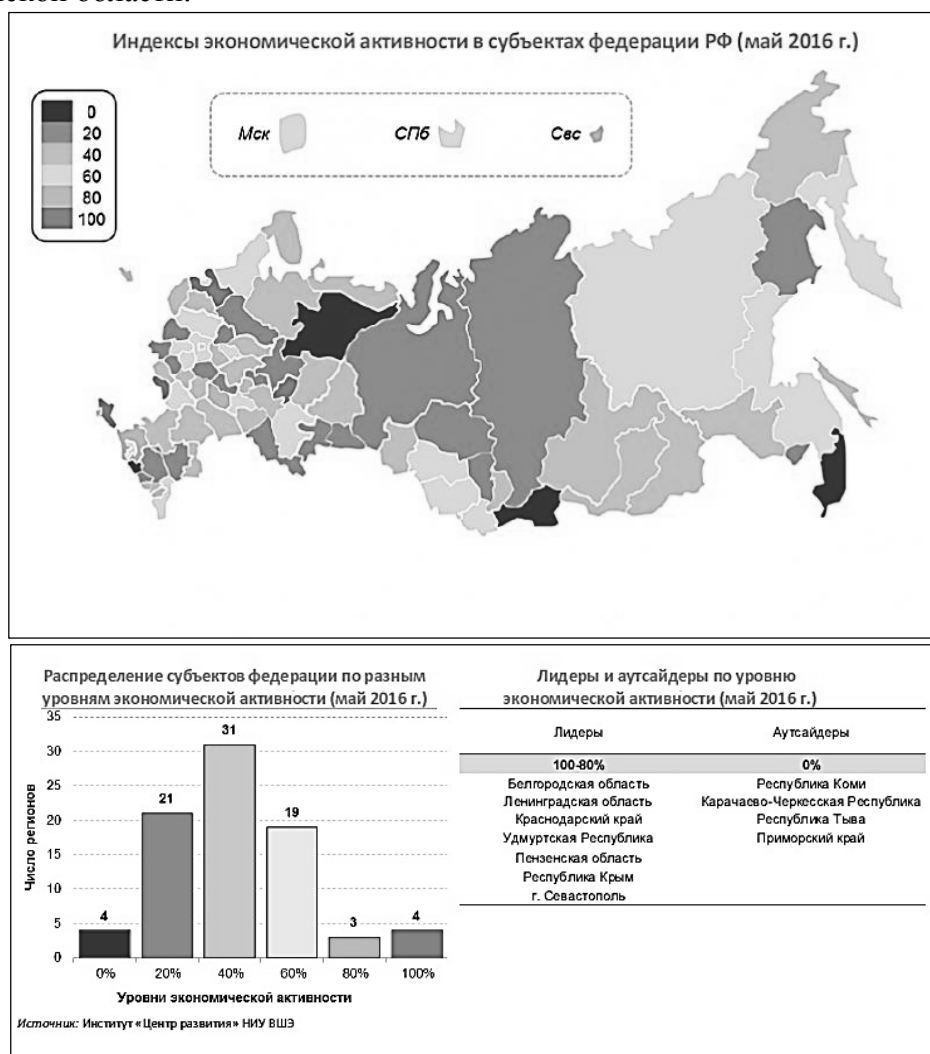 ской области.
Индексы экономической активности в субъектах федерации РФ (май 2016 г.)
0
20
40
60
80
100
Мск
СПб
Свс
Распределение субъектов федерации по разным
уровням экономической активности (май 2016 г.)
35
30
25
20
15
10
5
0
Число регионов
4
21
31
19
3
4
0%
20%
40%
60%
80%
100%
Уровни экономической активности
Источник: Институт «Центр развития» НИУ ВШЭ
Лидеры и аутсайдеры по уровню
экономической активности (май 2016 г.)
Лидеры Аутсайдеры
100-80% 0%
Белгородская область Республика Коми
Ленинградская область Карачаево-Черкесская Республика
Краснодарский край Республика Тыва
Удмуртская Республика Приморский край
Пензенская область
Республика Крым
г. Севастополь